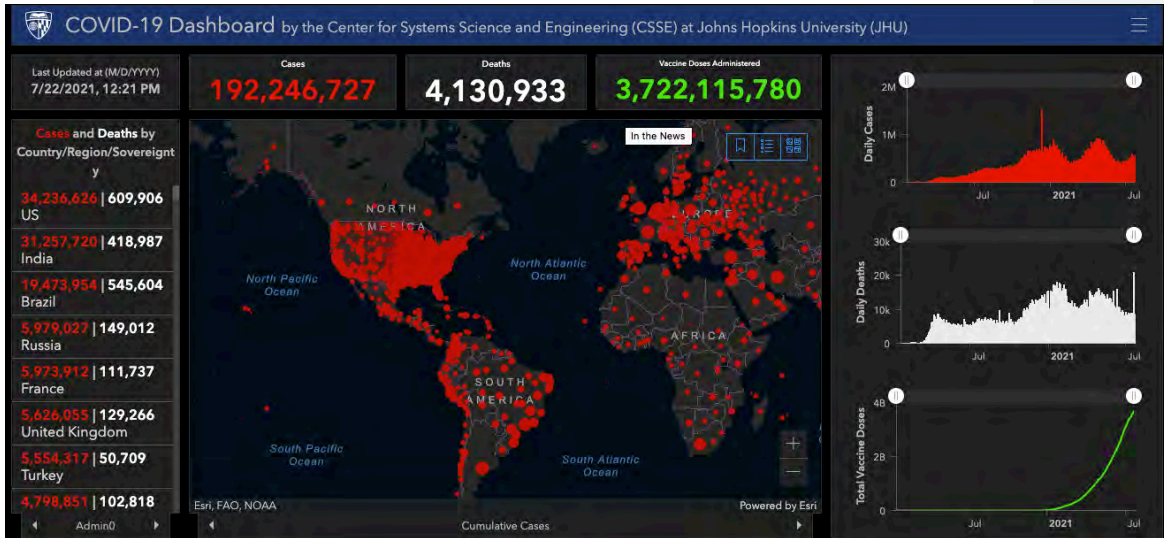 COVID-19 Dashboard by the Center for Systems Science and Engineering (CSSE) at Johns Hopkins University (JHU)
Last Updated at (M/D/YYYY)
7/22/2021, 12:21 PM
Cases
192,246,727
Deaths
4,130,933
Vaccine Doses Administered
3,722,115,780
Cases and Deaths by
Country/Region/Sovereignt
y
34,236,626 | 609,906
US
31,257,720 | 418,987
India
19,473,954 | 545,604
Brazil
5,979,027 | 149,012
Russia
5,973,912 | 111,737
France
5,626,055 | 129,266
United Kingdom
5,554,317 | 50,709
Turkey
4,798,851 | 102,818
Admin0
In the News
NORTH
AMERICA
EUROPE
North Pacific
Ocean
North Atlantic
Ocean
AFRICA
SOUTH
AMERICA
South Pacific
Ocean
South Atlantic
Ocean
Esri, FAO, NOAA
Powered by Esri
Cumulative Cases
Daily Cases
2M
1M
0
Jul
2021
Jul
Daily Deaths
30k
20k
10k
0
Jul
2021
Jul
Total Vaccine Doses
4B
2B
0
Jul
2021
Jul